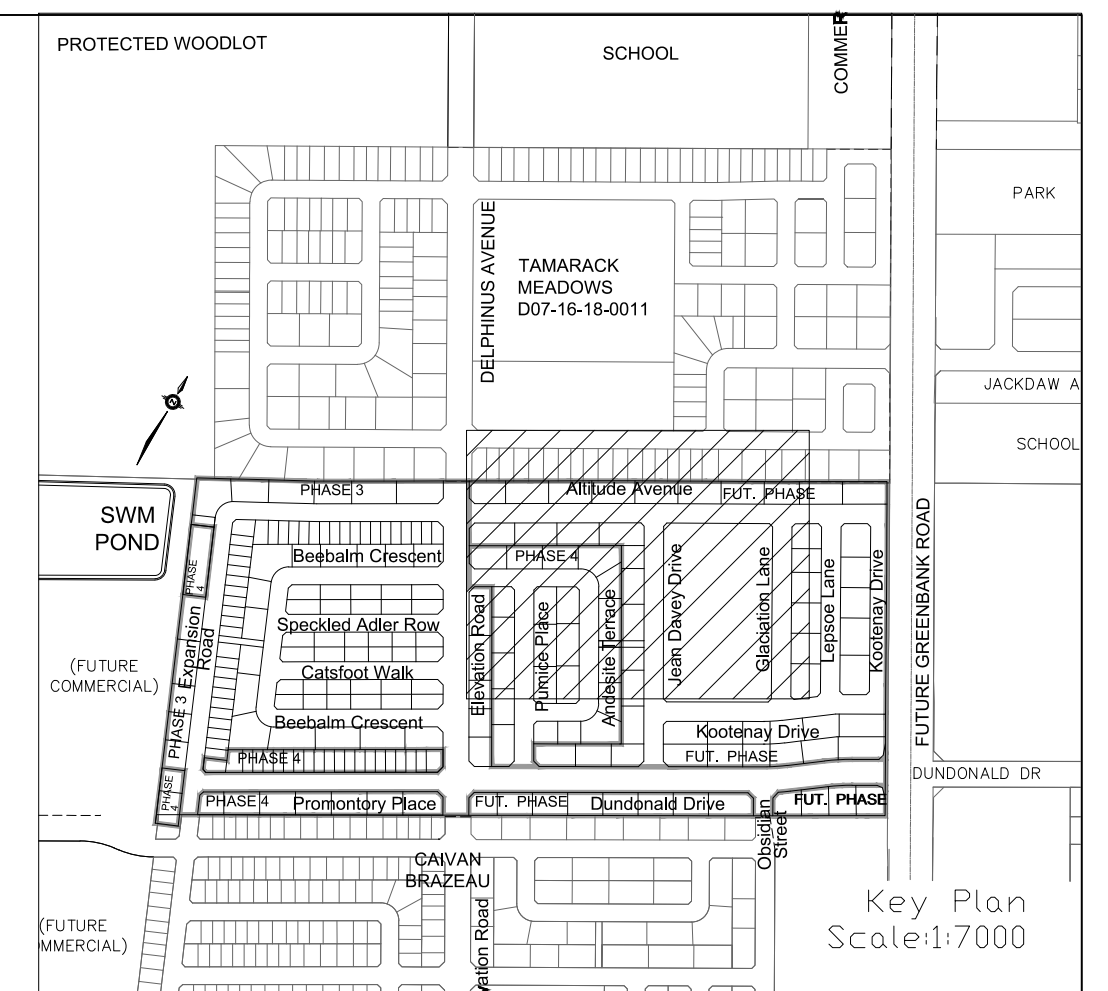 PROTECTED WOODLOT
SCHOOL
COMMER
PARK
DELPHINUS AVENUE
TAMARACK
MEADOWS
D07-16-18-0011
JACKDAW A
SCHOOL
SWM
POND
PHASE 3
Altitude Avenue
FUT. PHASE
Beebalm Crescent
PHASE 4
PHASE 4
Speckled Adler Row
Catsfoot Walk
Beebalm Crescent
PHASE 4
Expansion
Road
PHASE 3
PHASE 4
(FUTURE
COMMERCIAL)
Elevation Road
Pumice Place
Andesite Terrace
Jean Davey Drive
Glaciation Lane
Lepsoe Lane
Kootenay Drive
FUTURE GREENBANK ROAD
Kootenay Drive
FUT. PHASE
DUNDONALD DR
PHASE 4
Promontory Place
FUT. PHASE
Dundonald Drive
FUT. PHASE
Obsidian
Street
CAIVAN
BRAZEAU
vation Road
(FUTURE
MMERCIAL)
Key Plan
Scale:1:7000